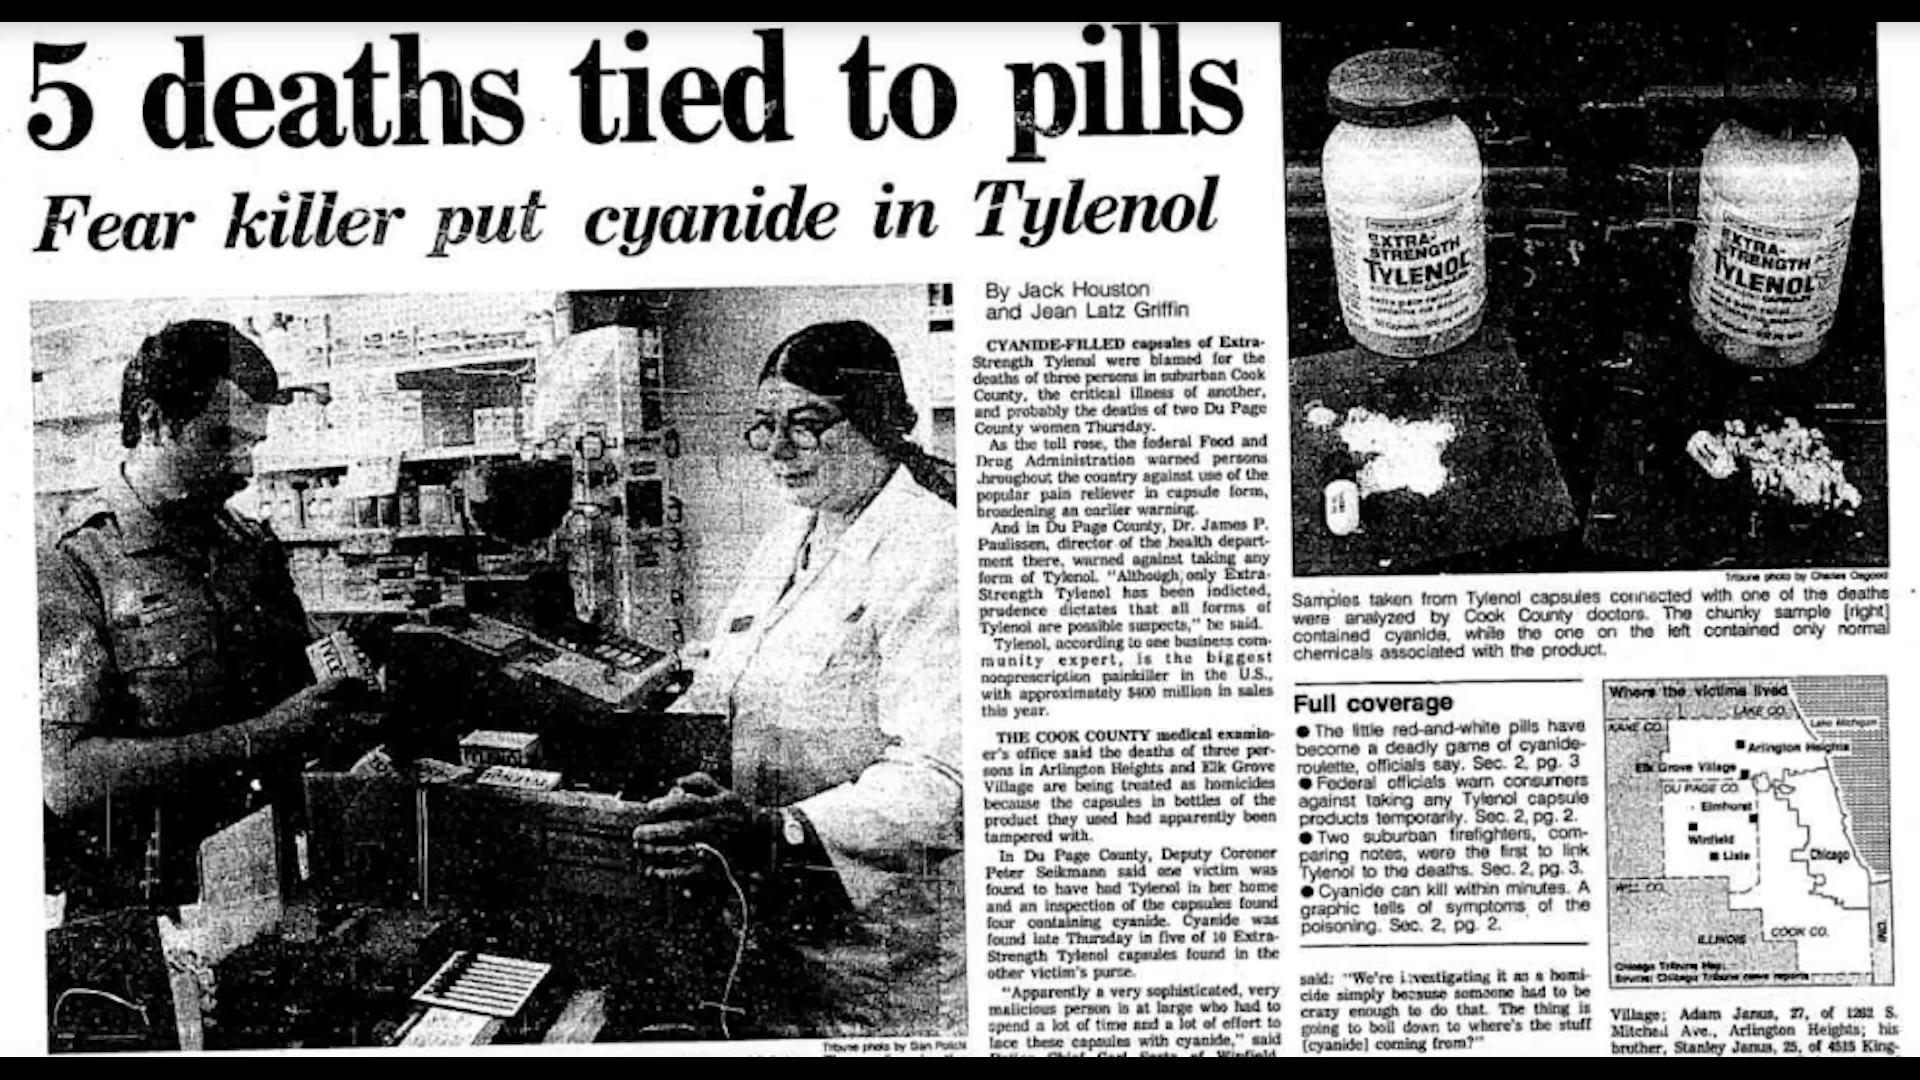 5 deaths tied to pills
Fear killer put cyanide in Tylenol
By Jack Houston
and Jean Latz Griffin
CYANIDE-FILLED capsules of Extra-
Strength Tylenol were blamed for the
deaths of three persons in suburban Cook
County, the critical illness of another,
and probably the deaths of two Du Page
County women Thursday.
As the toll rose, the federal Food and
Drug Administration warned persons
throughout the country against use of the
popular pain reliever in capsule form,
broadening an earlier warning.
And in Du Page County, Dr. James P.
Paulissen, director of the health depart-
ment there, warned against taking any
form of Tylenol. "Although only Extra-
Strength Tylenol has been indicted,
prudence dictates that all forms of
Tylenol are possible suspects," he said.
Tylenol, according to one business com-
munity expert, is the biggest
nonprescription painkiller in the U.S.,
with approximately $400 million in sales
this year.
THE COOK COUNTY medical examin-
er's office said the deaths of three per-
sons in Arlington Heights and Elk Grove
Village are being treated as homicides
because the capsules in bottles of the
product they used had apparently been
tampered with.
In Du Page County, Deputy Coroner
Peter Seikmann said one victim was
found to have had Tylenol in her home
and an inspection of the capsules found
four containing cyanide. Cyanide was
found late Thursday in five of 10 Extra-
Strength Tylenol capsules found in the
other victim's purse.
"Apparently a very sophisticated, very
malicious person is at large who had to
spend a lot of time and a lot of effort to
lace these capsules with cyanide," said
Tribune photo by Dan
EXTRA-
STRENGTH
TYLENOL
CAPSULES
extra pain relief
contains no aspirin
EXTRA-
STRENGTH
TYLENOL
CAPSULES
Tribune photo by Charles Osgood
Samples taken from Tylenol capsules connected with one of the deaths
were analyzed by Cook County doctors. The chunky sample [right]
contained cyanide, while the one on the left contained only normal
chemicals associated with the product.
Full coverage
● The little red-and-white pills have
become a deadly game of cyanide-
roulette, officials say. Sec. 2, pg. 3
● Federal officials warn consumers
against taking any Tylenol capsule
products temporarily. Sec. 2, pg. 2.
● Two suburban firefighters, com-
paring notes, were the first to link
Tylenol to the deaths. Sec. 2, pg. 3.
● Cyanide can kill within minutes. A
graphic tells of symptoms of the
poisoning. Sec. 2, pg. 2.
said: "We're investigating it as a homi-
cide simply because someone had to be
crazy enough to do that. The thing is
going to boil down to where's the stuff
[cyanide] coming from?"
Where the victims lived
LAKE CO.
KANE CO.
Lake Michigan
Arlington Heights
Elk Grove Village
DU PAGE CO.
Elmhurst
Winfield
Lisle
Chicago
WILL CO.
COOK CO.
ILLINOIS
IND.
Chicago Tribune Map;
Source: Chicago Tribune news reports
Village; Adam Janus, 27, of 1262 S.
Mitchell Ave., Arlington Heights; his
brother, Stanley Janus, 25, of 4515 King-